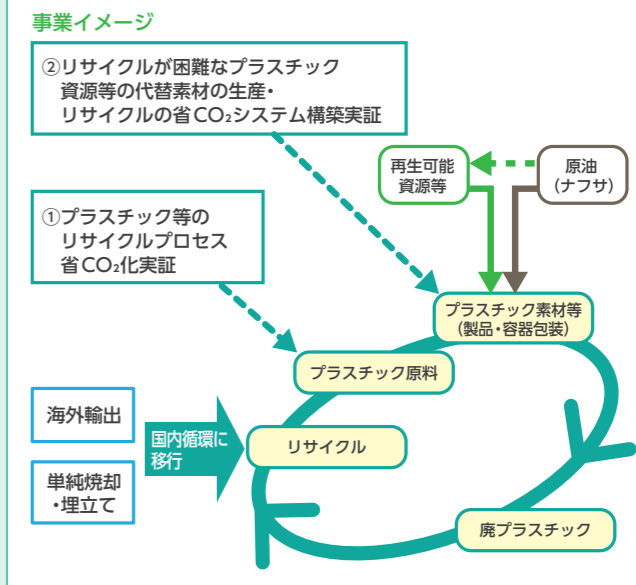 事業イメージ
②リサイクルが困難なプラスチック
資源等の代替素材の生産・
リサイクルの省CO₂システム構築実証
再生可能
資源等
原油
（ナフサ）
①プラスチック等の
リサイクルプロセス
省CO₂化実証
プラスチック素材等
（製品・容器包装）
プラスチック原料
海外輸出
国内循環に
移行
リサイクル
単純焼却
・埋立て
廃プラスチック